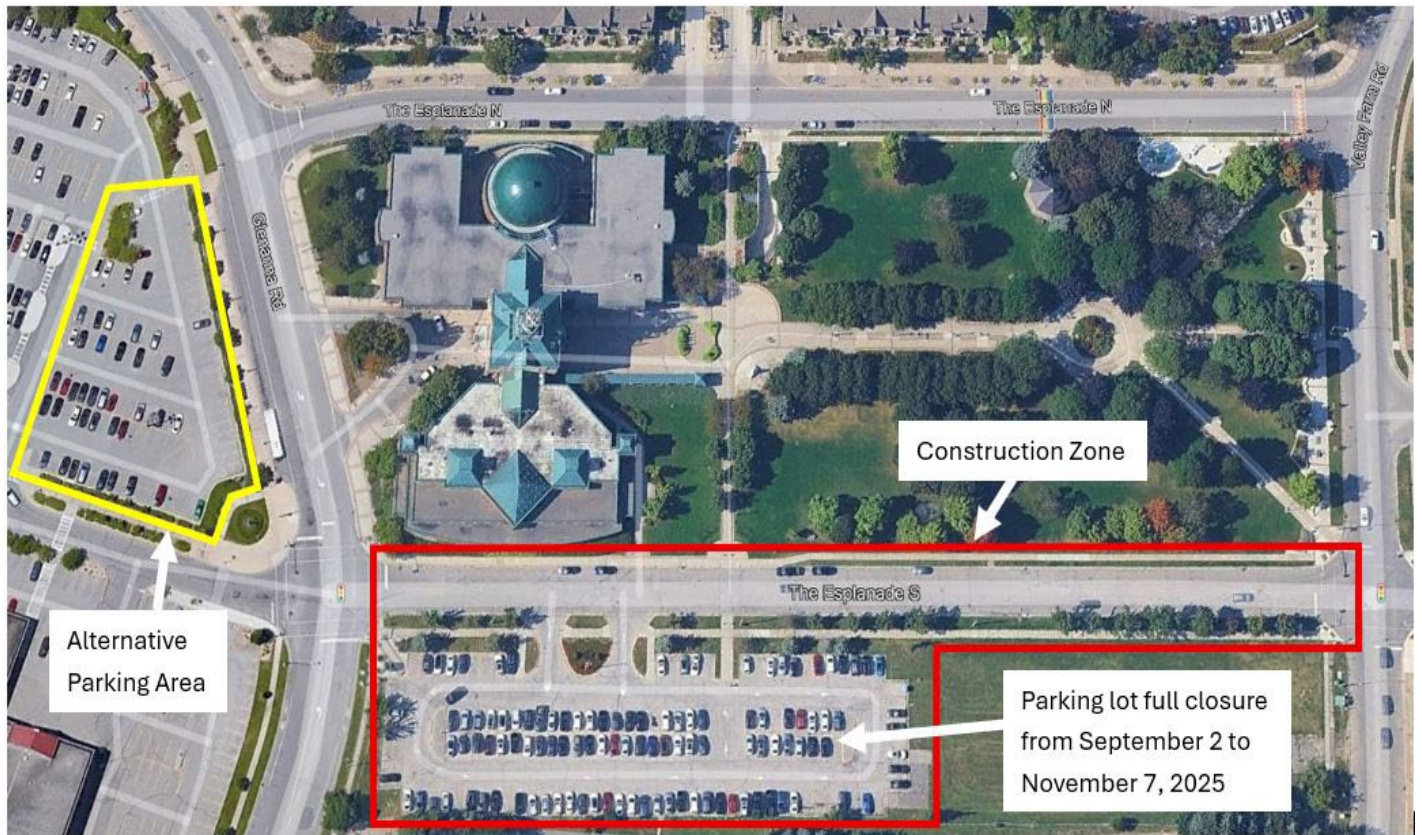 The Esplanade N
The Esplanade N
Valley Farm Rd
Glenanna Rd
Construction Zone
The Esplanade S
Alternative
Parking Area
Parking lot full closure
from September 2 to
November 7, 2025